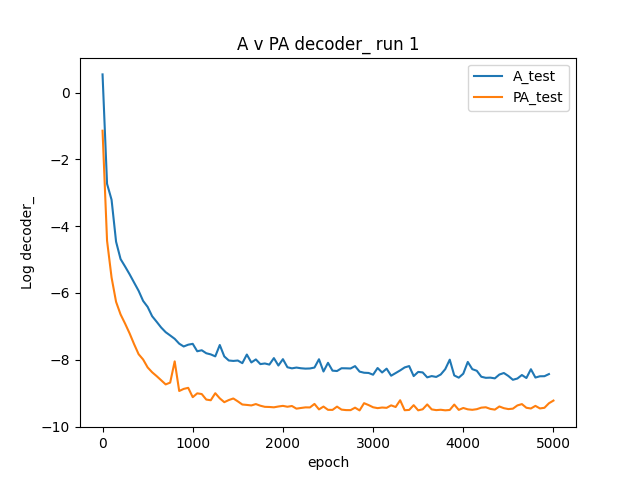 A v PA decoder_ run 1
A_test
PA_test
0
−2
−4
−6
−8
−10
Log decoder_
0 1000 2000 3000 4000 5000
epoch